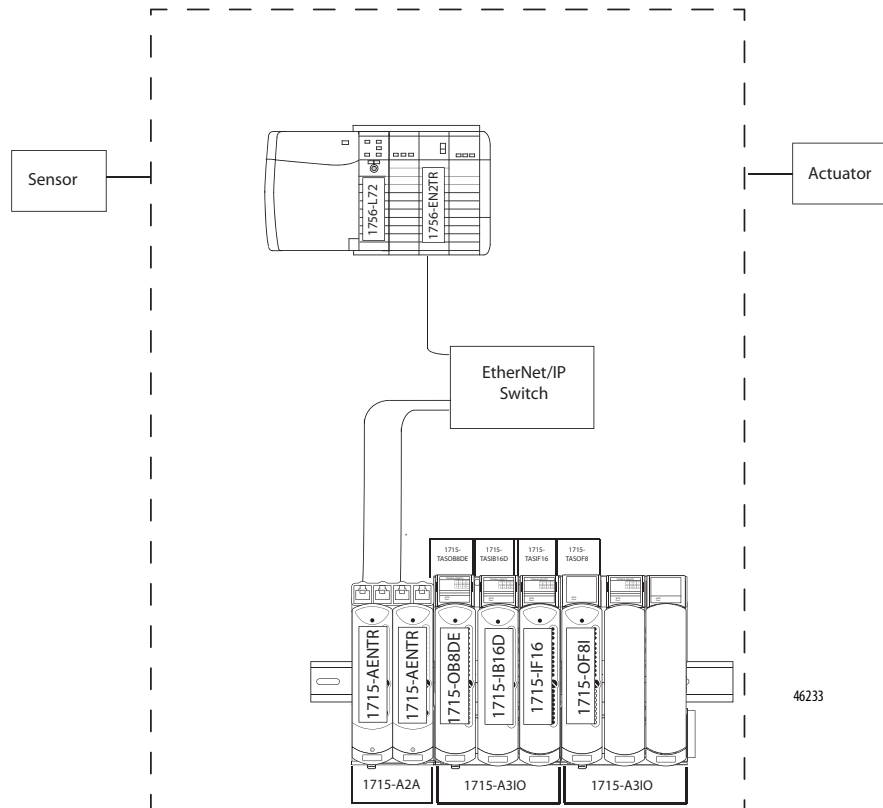 Sensor
Actuator
1756-L72
1756-EN2TR
EtherNet/IP
Switch
1715-
TASOB8DE
1715-
TASIB16D
1715-
TASIF16
1715-
TASOF8
1715-AENTR
1715-AENTR
1715-OB8DE
1715-IB16D
1715-IF16
1715-OF8I
46233
1715-A2A
1715-A3IO
1715-A3IO